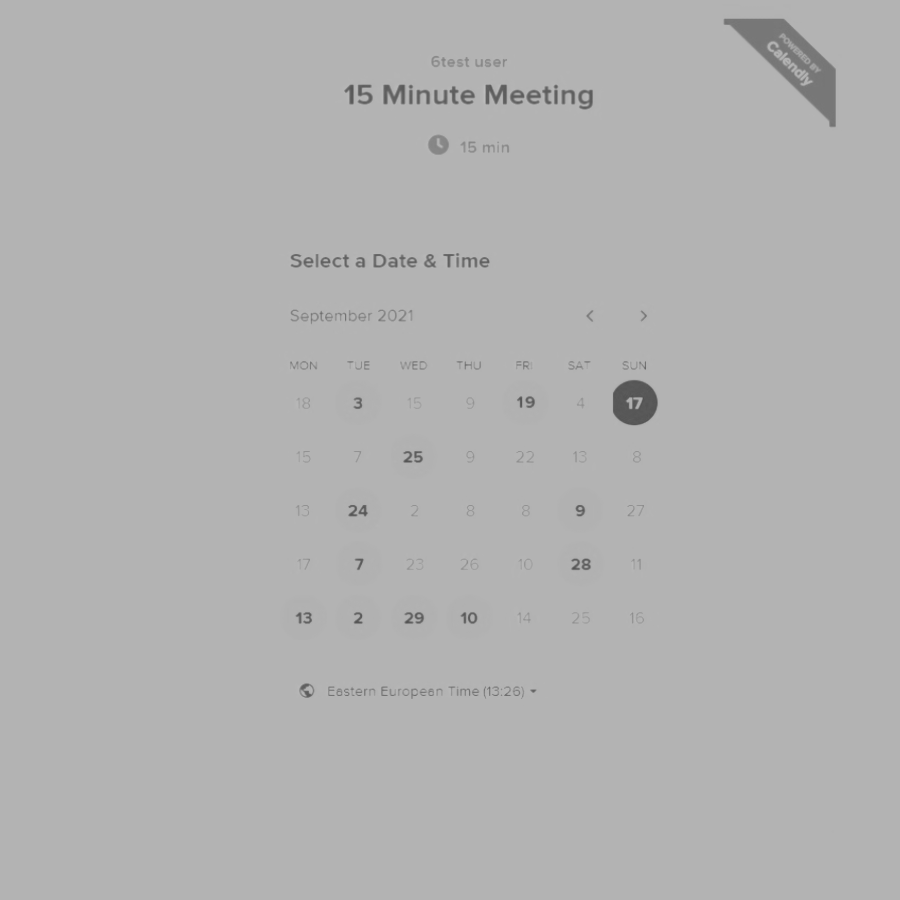 POWERED BY
Calendly
6test user
15 Minute Meeting
15 min
Select a Date & Time
September 2021
MON TUE WED THU FRI SAT SUN
18 3 15 9 19 4 17
15 7 25 9 22 13 8
13 24 2 8 8 9 27
17 7 23 26 10 28 11
13 2 29 10 14 25 16
Eastern European Time (13:26)